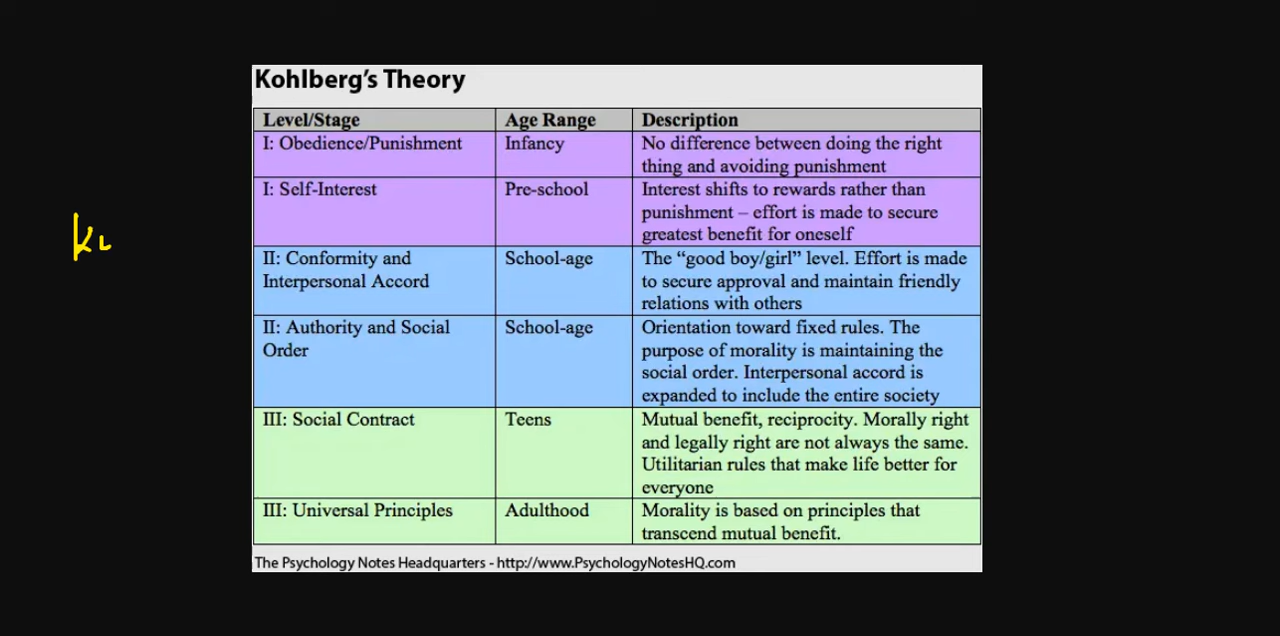 Kohlberg's Theory
Level/Stage Age Range Description
I: Obedience/Punishment Infancy No difference between doing the right
thing and avoiding punishment
I: Self-Interest Pre-school Interest shifts to rewards rather than
punishment – effort is made to secure
greatest benefit for oneself
II: Conformity and School-age The “good boy/girl” level. Effort is made
Interpersonal Accord to secure approval and maintain friendly
relations with others
II: Authority and Social School-age Orientation toward fixed rules. The
Order purpose of morality is maintaining the
social order. Interpersonal accord is
expanded to include the entire society
III: Social Contract Teens Mutual benefit, reciprocity. Morally right
and legally right are not always the same.
Utilitarian rules that make life better for
everyone
III: Universal Principles Adulthood Morality is based on principles that
transcend mutual benefit.
The Psychology Notes Headquarters - http://www.PsychologyNotesHQ.com